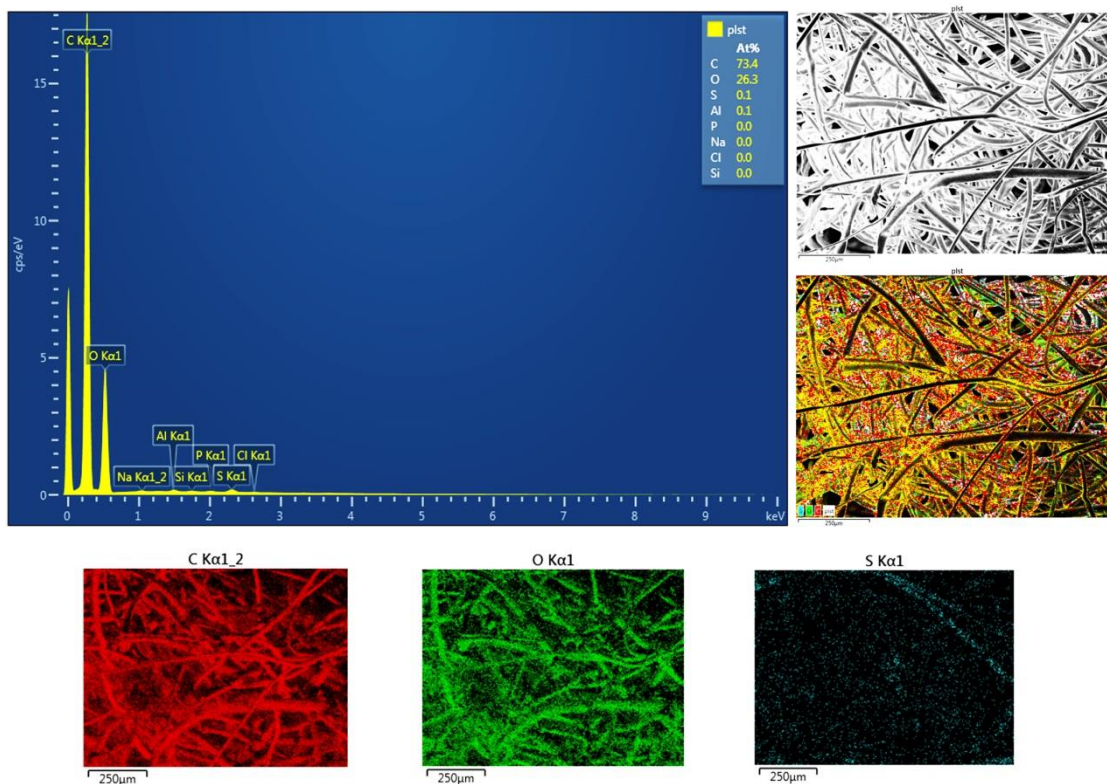 C Kα1_2
O Kα1
Al Kα1
P Kα1
Cl Kα1
Na Kα1_2
Si Kα1
S Kα1
cps/eV
15
10
5
0
0
1
2
3
4
5
6
7
8
9
keV
plst
At%
C 73.4
O 26.3
S 0.1
Al 0.1
P 0.0
Na 0.0
Cl 0.0
Si 0.0
plst
250µm
plst
S O C plst
250µm
C Kα1_2
250µm
O Kα1
250µm
S Kα1
250µm